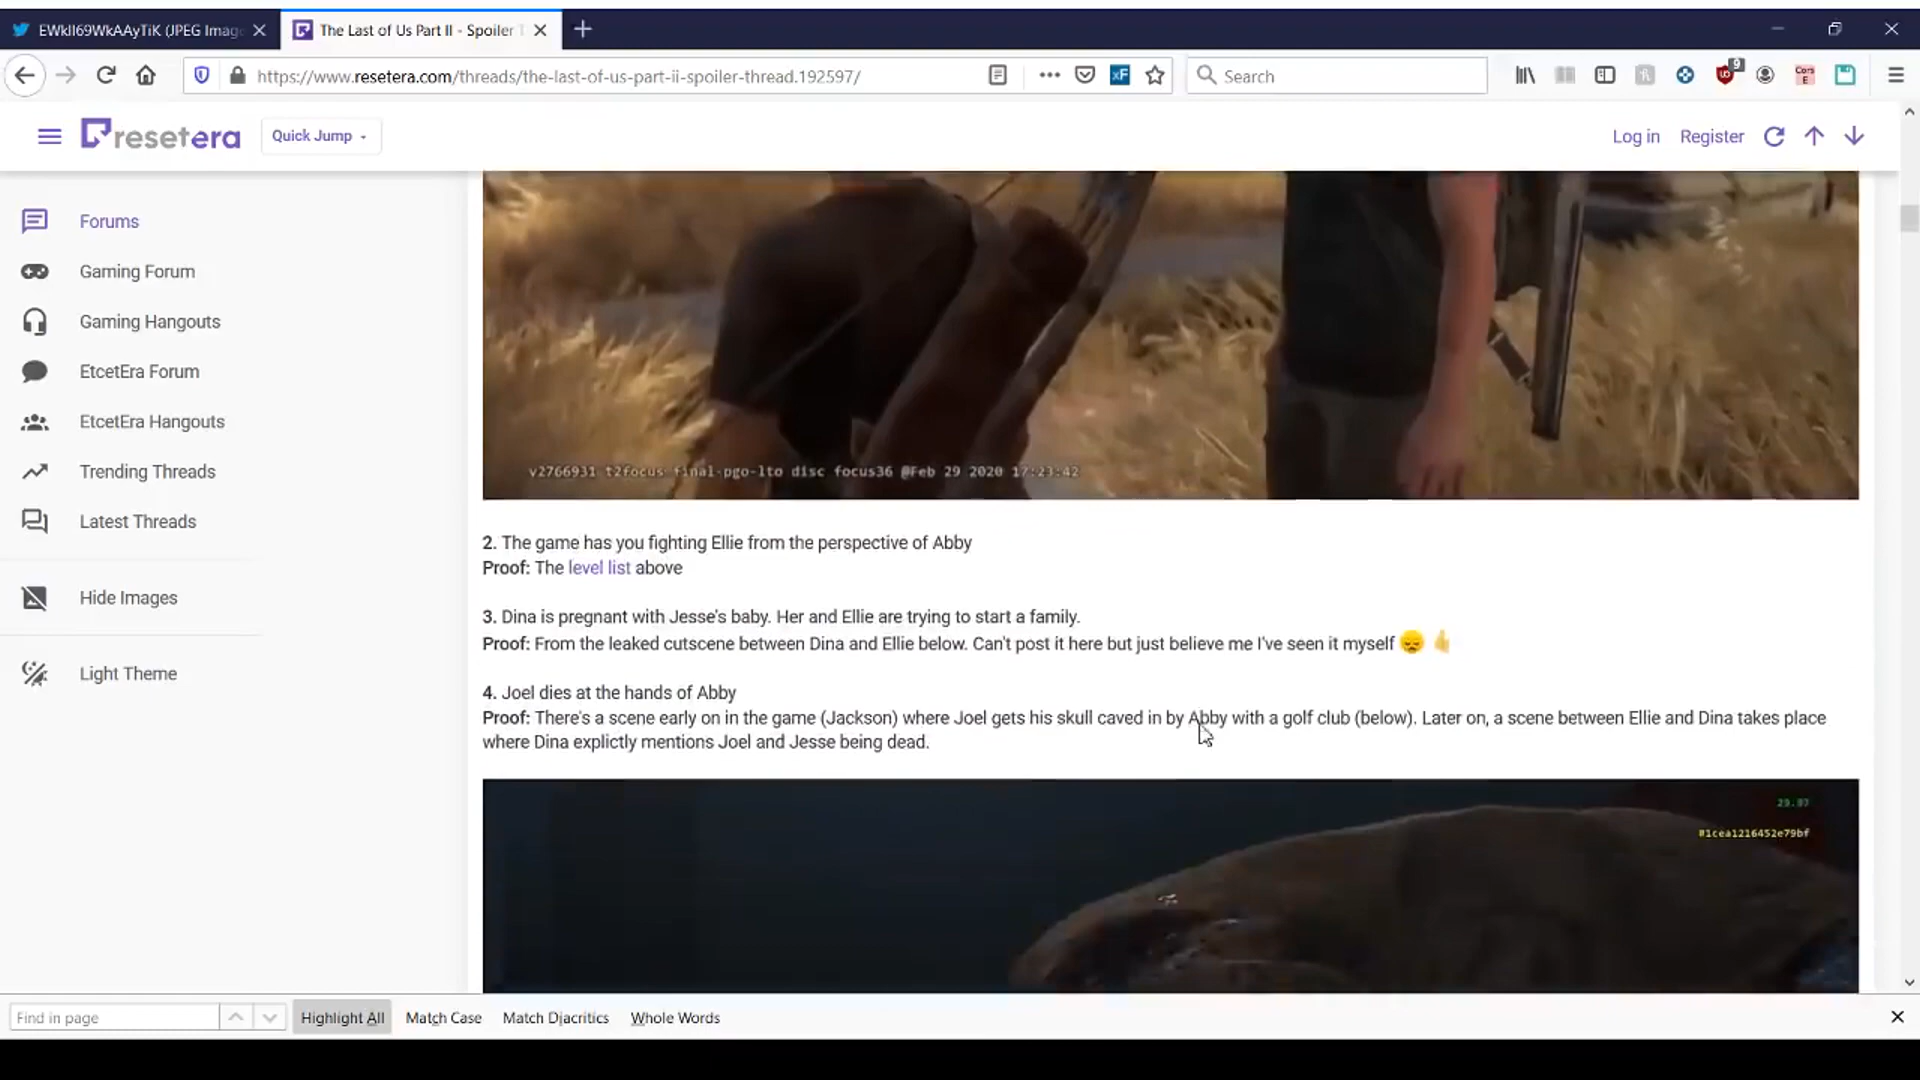 EWkII69WkAAyTiK (JPEG Imag
The Last of Us Part II - Spoiler T
https://www.resetera.com/threads/the-last-of-us-part-ii-spoiler-thread.192597/
Search
9
resetera
Quick Jump
Log in
Register
Forums
Gaming Forum
Gaming Hangouts
EtcetEra Forum
EtcetEra Hangouts
Trending Threads
Latest Threads
Hide Images
Light Theme
v2766931 t2focus final-pgo-lto disc focus36 @Feb 29 2020 17:23:42
2. The game has you fighting Ellie from the perspective of Abby
Proof: The level list above
3. Dina is pregnant with Jesse's baby. Her and Ellie are trying to start a family.
Proof: From the leaked cutscene between Dina and Ellie below. Can't post it here but just believe me I've seen it myself
4. Joel dies at the hands of Abby
Proof: There's a scene early on in the game (Jackson) where Joel gets his skull caved in by Abby with a golf club (below). Later on, a scene between Ellie and Dina takes place
where Dina explictly mentions Joel and Jesse being dead.
29.97
#1cea1216452e79bf
Find in page
Highlight All
Match Case
Match Diacritics
Whole Words